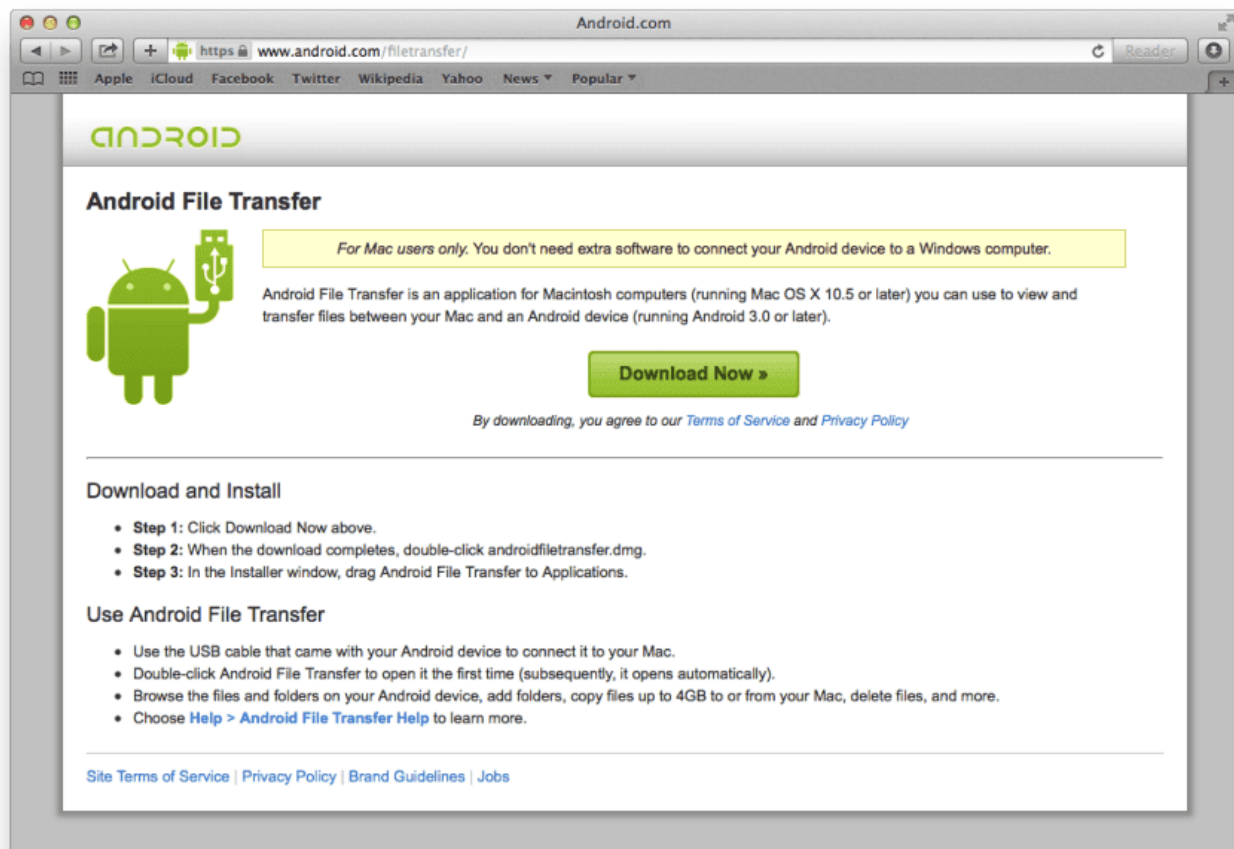 Android.com
https www.android.com/filetransfer/
Reader
Apple iCloud Facebook Twitter Wikipedia Yahoo News Popular
ANDROID
Android File Transfer
For Mac users only. You don't need extra software to connect your Android device to a Windows computer.
Android File Transfer is an application for Macintosh computers (running Mac OS X 10.5 or later) you can use to view and
transfer files between your Mac and an Android device (running Android 3.0 or later).
Download Now »
By downloading, you agree to our Terms of Service and Privacy Policy
Download and Install
• Step 1: Click Download Now above.
• Step 2: When the download completes, double-click androidfiletransfer.dmg.
• Step 3: In the Installer window, drag Android File Transfer to Applications.
Use Android File Transfer
• Use the USB cable that came with your Android device to connect it to your Mac.
• Double-click Android File Transfer to open it the first time (subsequently, it opens automatically).
• Browse the files and folders on your Android device, add folders, copy files up to 4GB to or from your Mac, delete files, and more.
• Choose Help > Android File Transfer Help to learn more.
Site Terms of Service | Privacy Policy | Brand Guidelines | Jobs